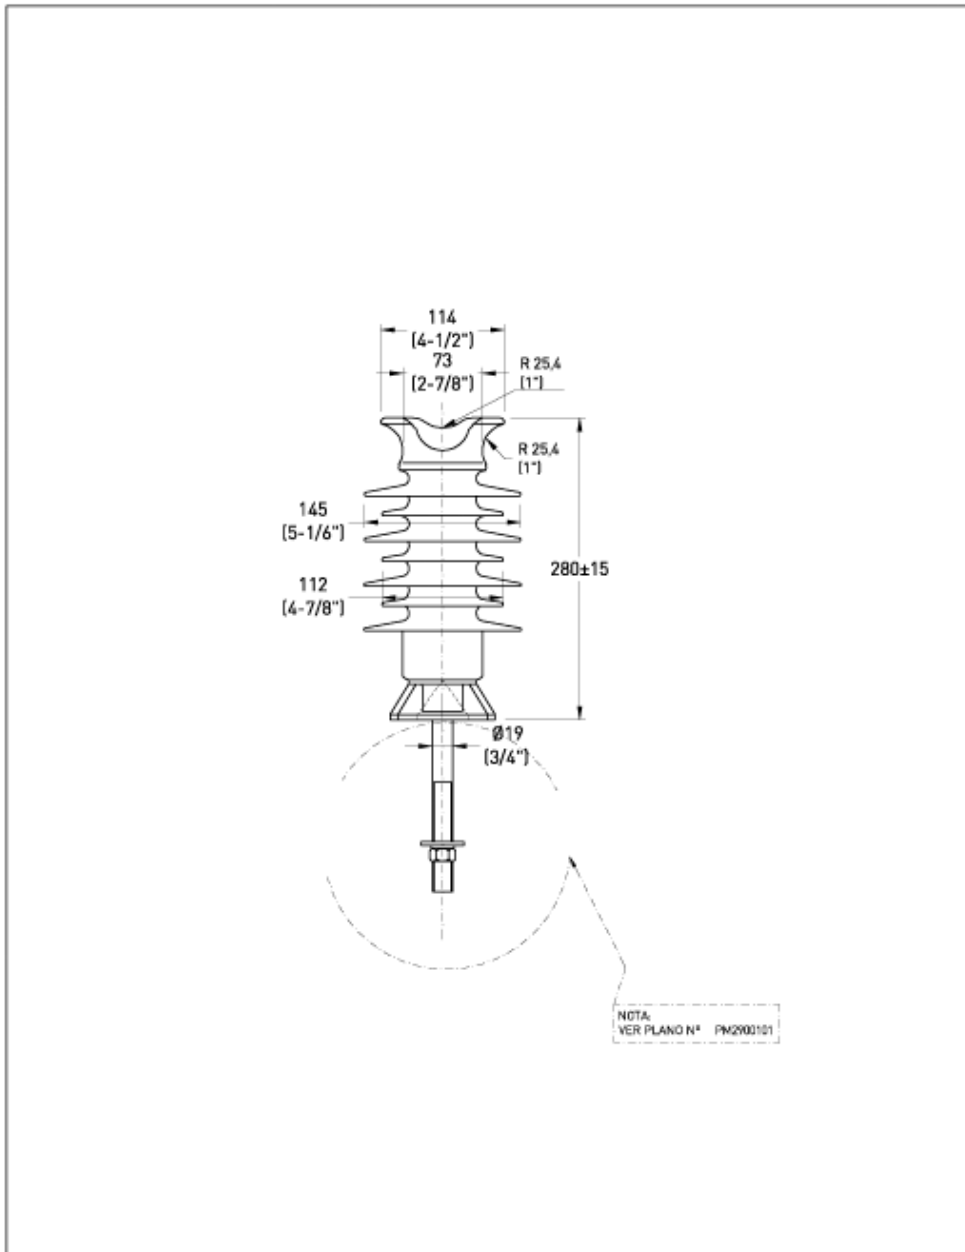 114
(4-1/2")
73
(2-7/8")
R 25,4
(1")
R 25,4
(1")
145
(5-1/6")
280±15
112
(4-7/8")
Ø19
(3/4")
NOTA:
VER PLANO Nº PM2900101